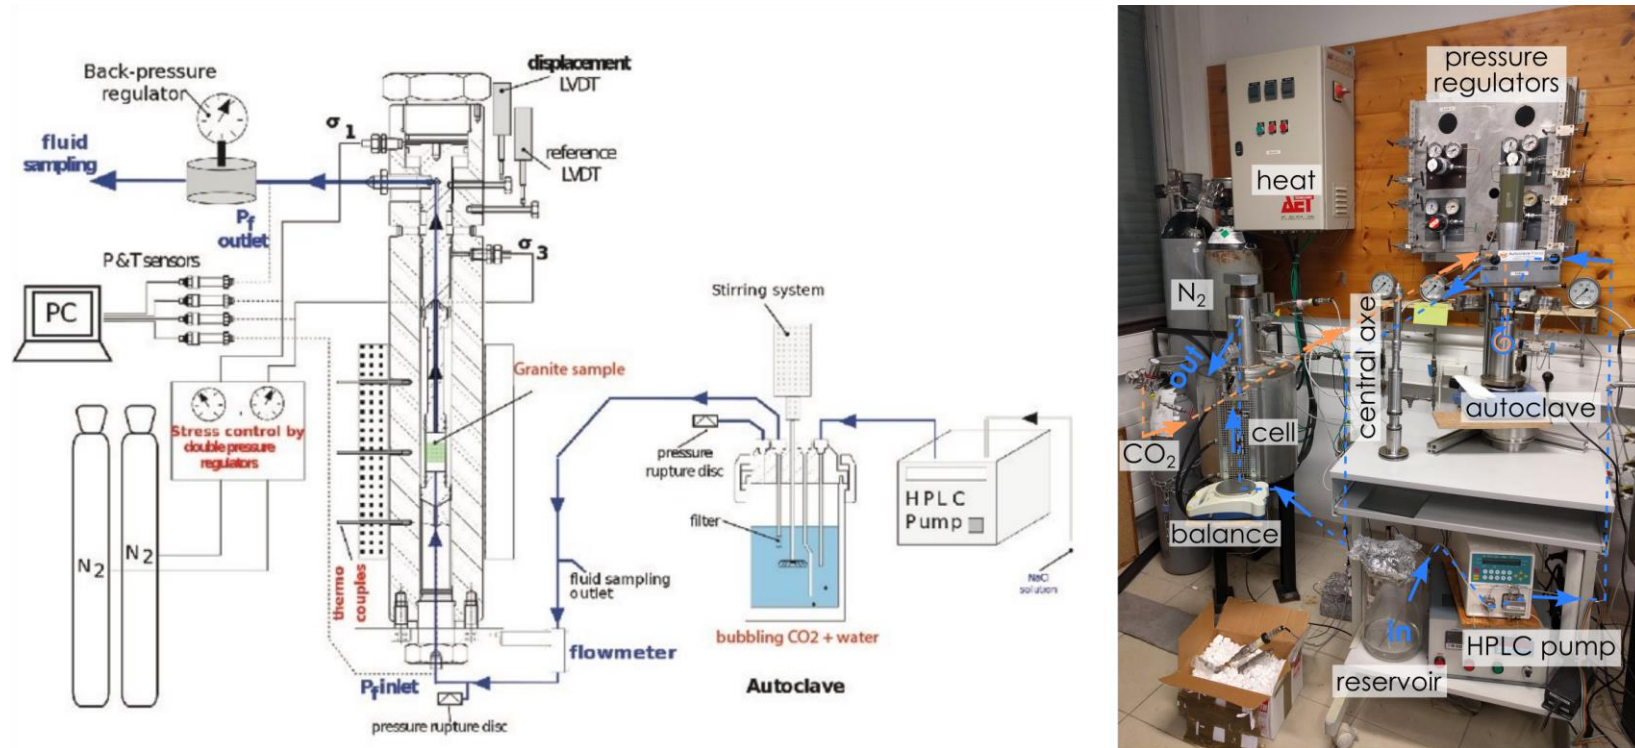 Back-pressure
regulator
fluid
sampling
Pf
outlet
P & T sensors
PC
N2
N2
Stress control by
double pressure
regulators
displacement
LVDT
reference
LVDT
σ1
σ3
Granite sample
thermo
couples
Pf inlet
pressure rupture disc
flowmeter
fluid sampling
outlet
Stirring system
pressure
rupture disc
filter
bubbling CO2 + water
Autoclave
HPLC
Pump
solution
pressure
regulators
heat
AET
N2
CO2
out
cell
balance
central axe
autoclave
in
HPLC pump
reservoir